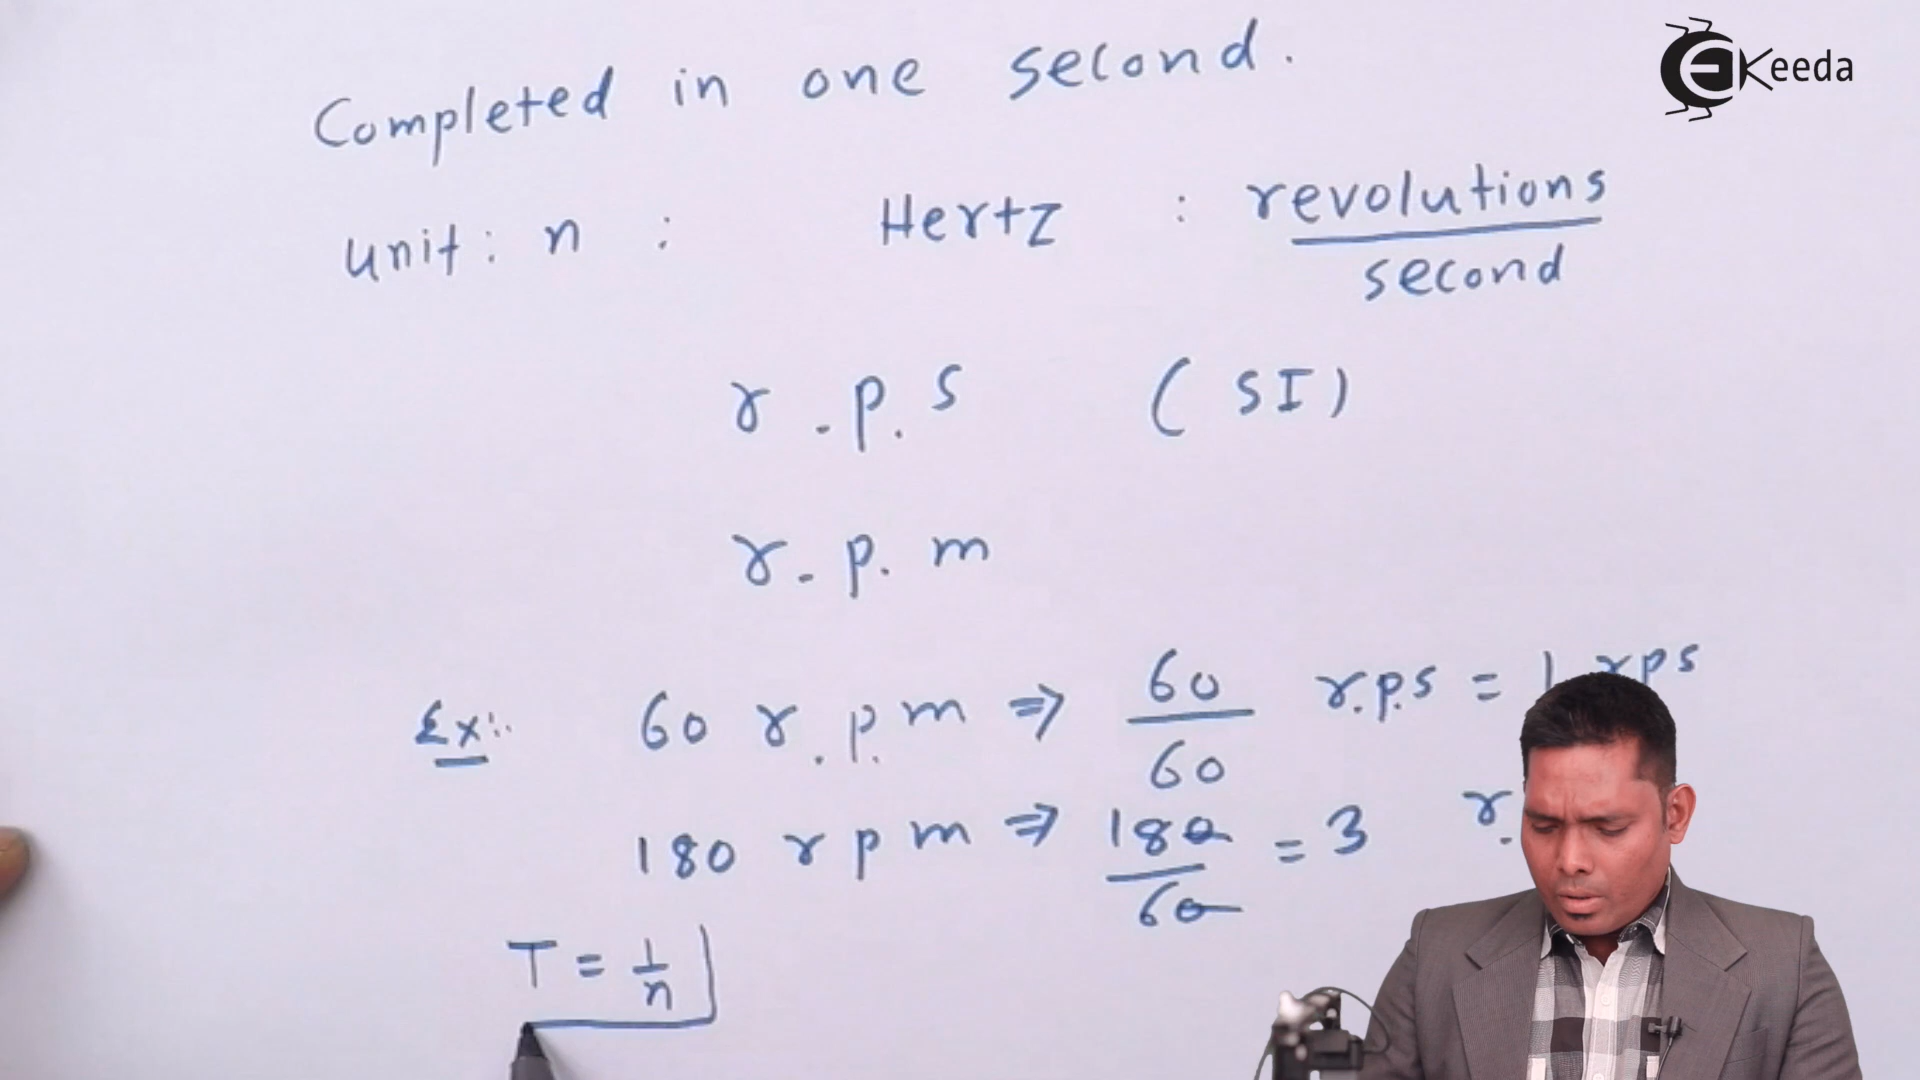 EKeeda
Completed in one second.
unit: n : Hertz : revolutions
second
r.p.s (SI)
r.p.m
Ex:. 60 r.p.m ⇒ 60/60 r.p.s = 1 rps
180 rpm ⇒ 180/60 = 3 r.
T = 1/n